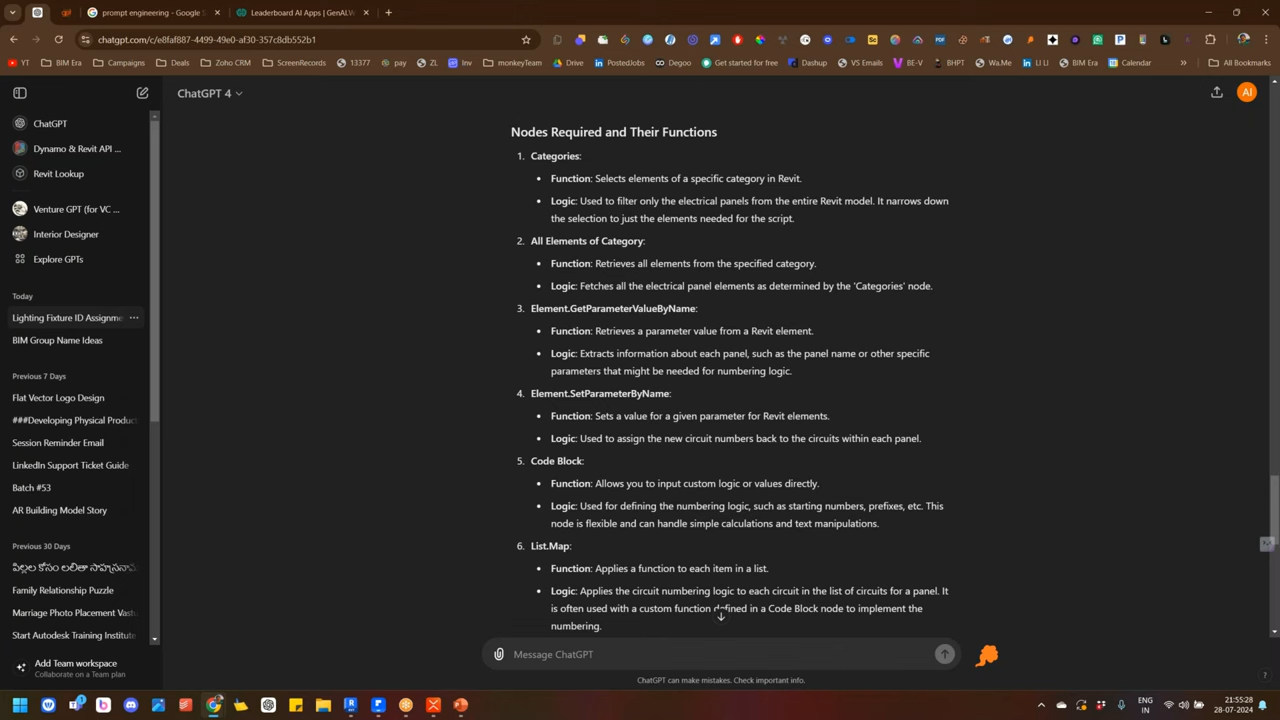 prompt engineering - Google S
Leaderboard AI Apps | GenAI.W
chatgpt.com/c/e8faf887-4499-49e0-af30-357c8db552b1
YT
BIM Era
Campaigns
Deals
Zoho CRM
ScreenRecords
13377
pay
ZL
Inv
monkeyTeam
Drive
PostedJobs
Degoo
Get started for free
Dashup
VS Emails
BE-V
BHPT
Wa.Me
LI LI
BIM Era
Calendar
All Bookmarks
ChatGPT 4
AI
ChatGPT
Dynamo & Revit API ...
Revit Lookup
Venture GPT (for VC ...
Interior Designer
Explore GPTs
Today
Lighting Fixture ID Assignme
BIM Group Name Ideas
Previous 7 Days
Flat Vector Logo Design
###Developing Physical Produc
Session Reminder Email
LinkedIn Support Ticket Guide
Batch #53
AR Building Model Story
Previous 30 Days
పిల్లల కోసం లలితా సాహస్రనామ
Family Relationship Puzzle
Marriage Photo Placement Vastu
Start Autodesk Training Institute
Add Team workspace
Collaborate on a Team plan
Nodes Required and Their Functions
1. Categories:
• Function: Selects elements of a specific category in Revit.
• Logic: Used to filter only the electrical panels from the entire Revit model. It narrows down
the selection to just the elements needed for the script.
2. All Elements of Category:
• Function: Retrieves all elements from the specified category.
• Logic: Fetches all the electrical panel elements as determined by the 'Categories' node.
3. Element.GetParameterValueByName:
• Function: Retrieves a parameter value from a Revit element.
• Logic: Extracts information about each panel, such as the panel name or other specific
parameters that might be needed for numbering logic.
4. Element.SetParameterByName:
• Function: Sets a value for a given parameter for Revit elements.
• Logic: Used to assign the new circuit numbers back to the circuits within each panel.
5. Code Block:
• Function: Allows you to input custom logic or values directly.
• Logic: Used for defining the numbering logic, such as starting numbers, prefixes, etc. This
node is flexible and can handle simple calculations and text manipulations.
6. List.Map:
• Function: Applies a function to each item in a list.
• Logic: Applies the circuit numbering logic to each circuit in the list of circuits for a panel. It
is often used with a custom function defined in a Code Block node to implement the
numbering.
Message ChatGPT
ChatGPT can make mistakes. Check important info.
?
ENG
IN
21:55:28
28-07-2024